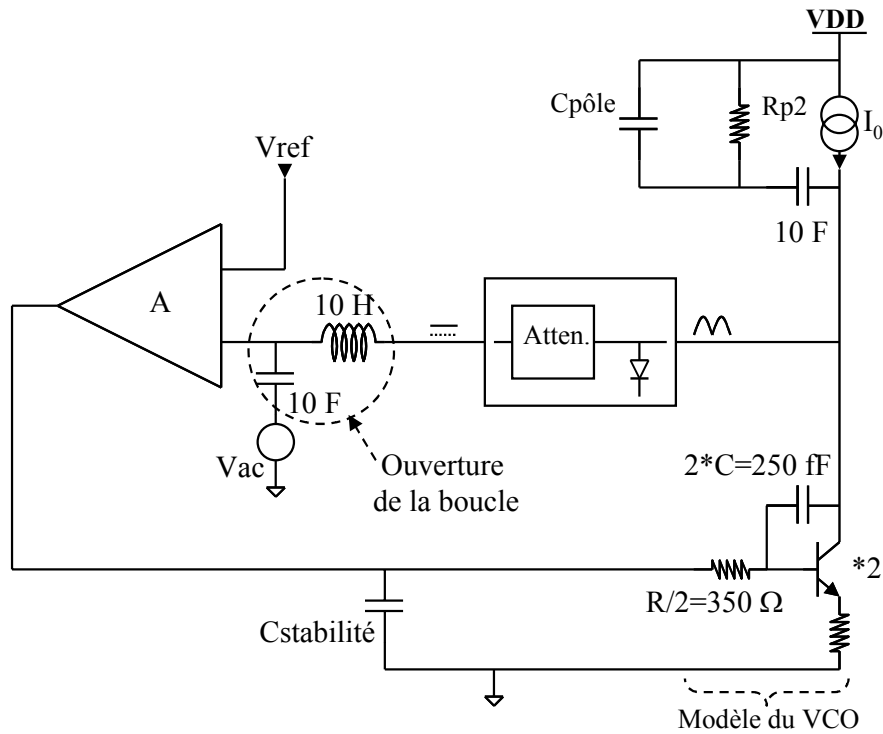 VDD
Cpôle
Rp2
I₀
Vref
10 F
A
10 H
Atten.
10 F
Vac
Ouverture
de la boucle
2*C=250 fF
*2
R/2=350 Ω
Cstabilité
Modèle du VCO